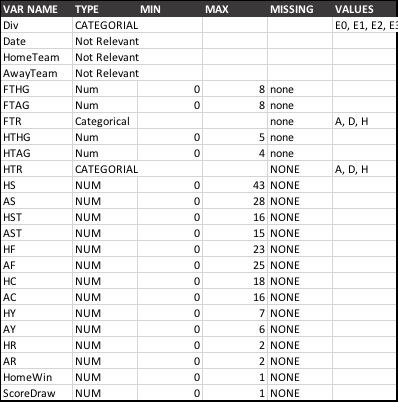 VAR NAME TYPE MIN MAX MISSING VALUES
Div CATEGORIAL E0, E1, E2, E3
Date Not Relevant
HomeTeam Not Relevant
AwayTeam Not Relevant
FTHG Num 0 8 none
FTAG Num 0 8 none
FTR Categorical none A, D, H
HTHG Num 0 5 none
HTAG Num 0 4 none
HTR CATEGORIAL NONE A, D, H
HS NUM 0 43 NONE
AS NUM 0 28 NONE
HST NUM 0 16 NONE
AST NUM 0 15 NONE
HF NUM 0 23 NONE
AF NUM 0 25 NONE
HC NUM 0 18 NONE
AC NUM 0 16 NONE
HY NUM 0 7 NONE
AY NUM 0 6 NONE
HR NUM 0 2 NONE
AR NUM 0 2 NONE
HomeWin NUM 0 1 NONE
ScoreDraw NUM 0 1 NONE